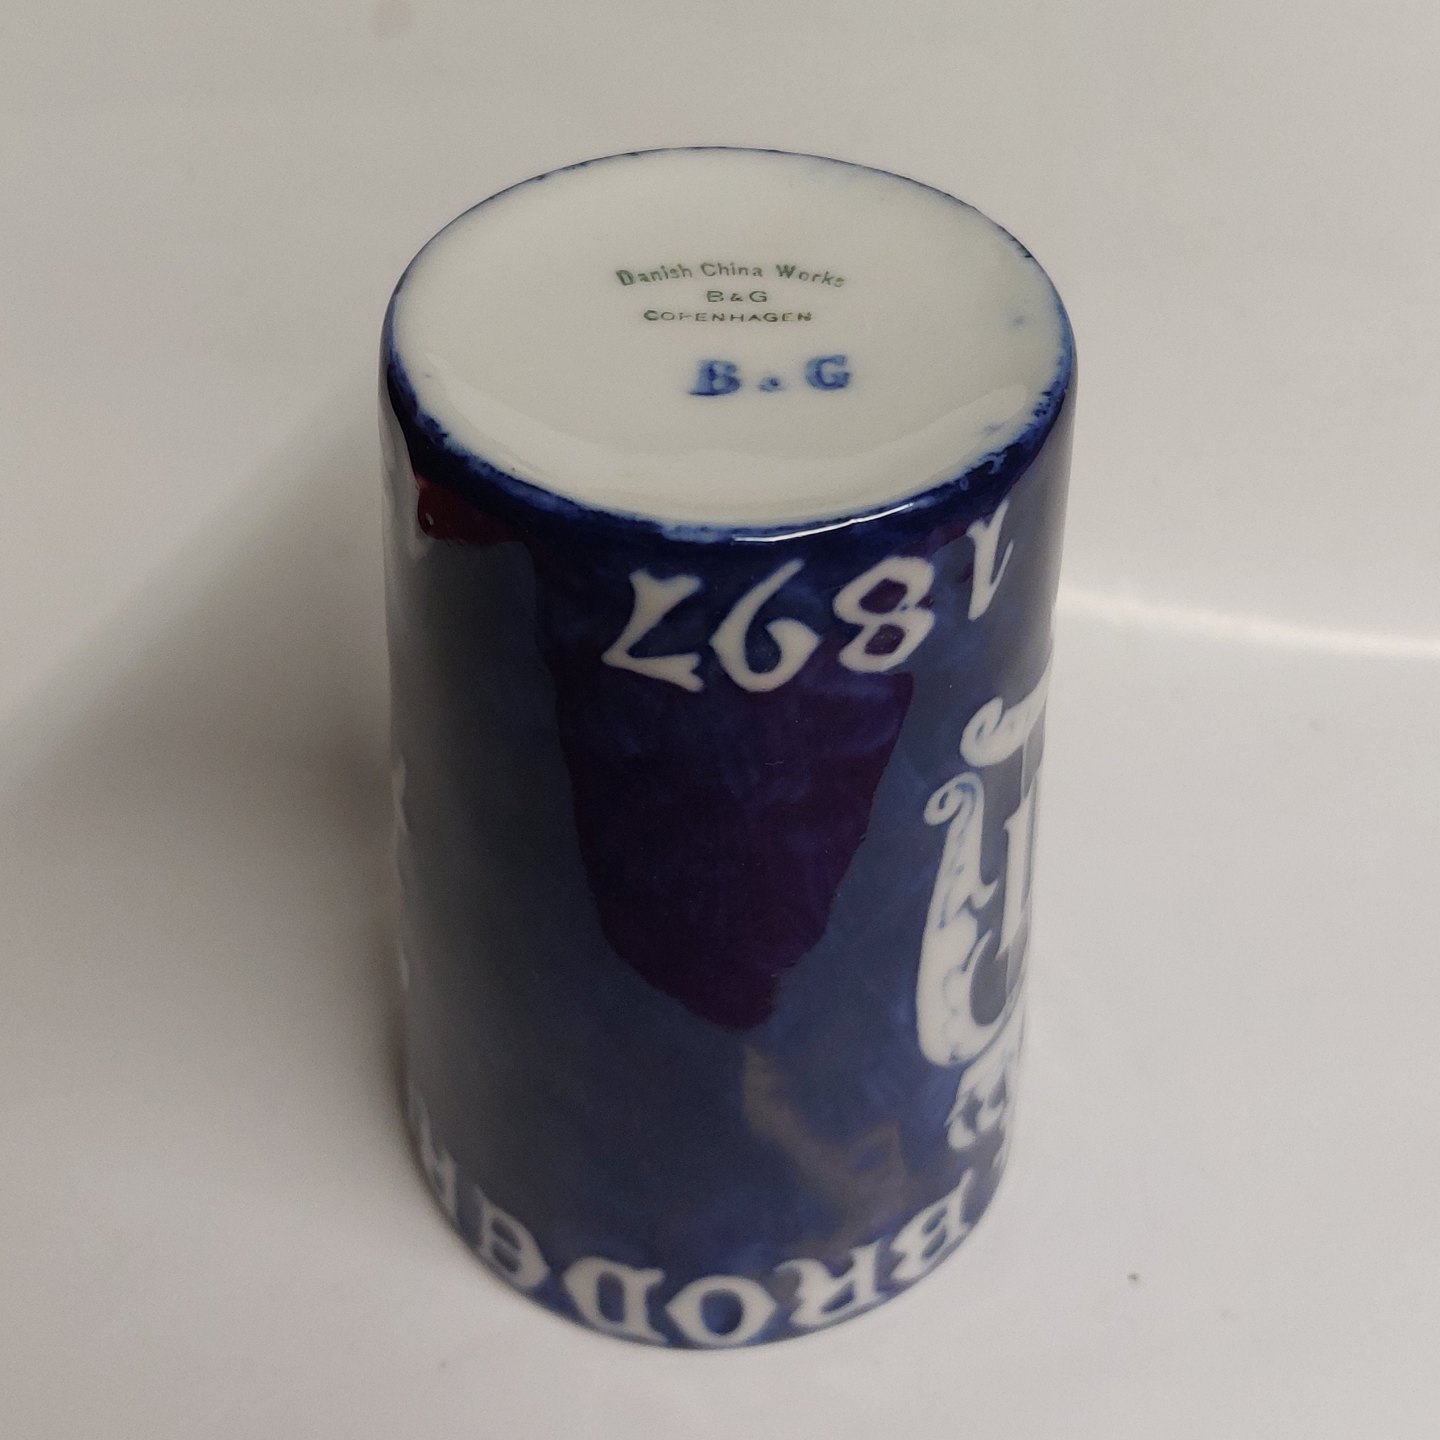 Danish China Works
B&G
COPENHAGEN
B&G
1897
BRODER